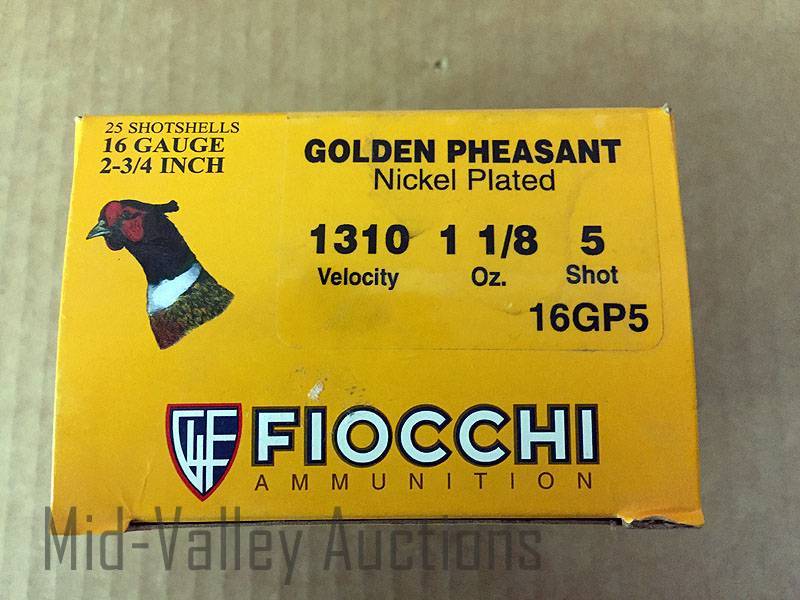 25 SHOTSHELLS
16 GAUGE
2-3/4 INCH
GOLDEN PHEASANT
Nickel Plated
1310 1 1/8 5
Velocity Oz. Shot
16GP5
GFL FIOCCHI
AMMUNITION
Mid-Valley Auctions